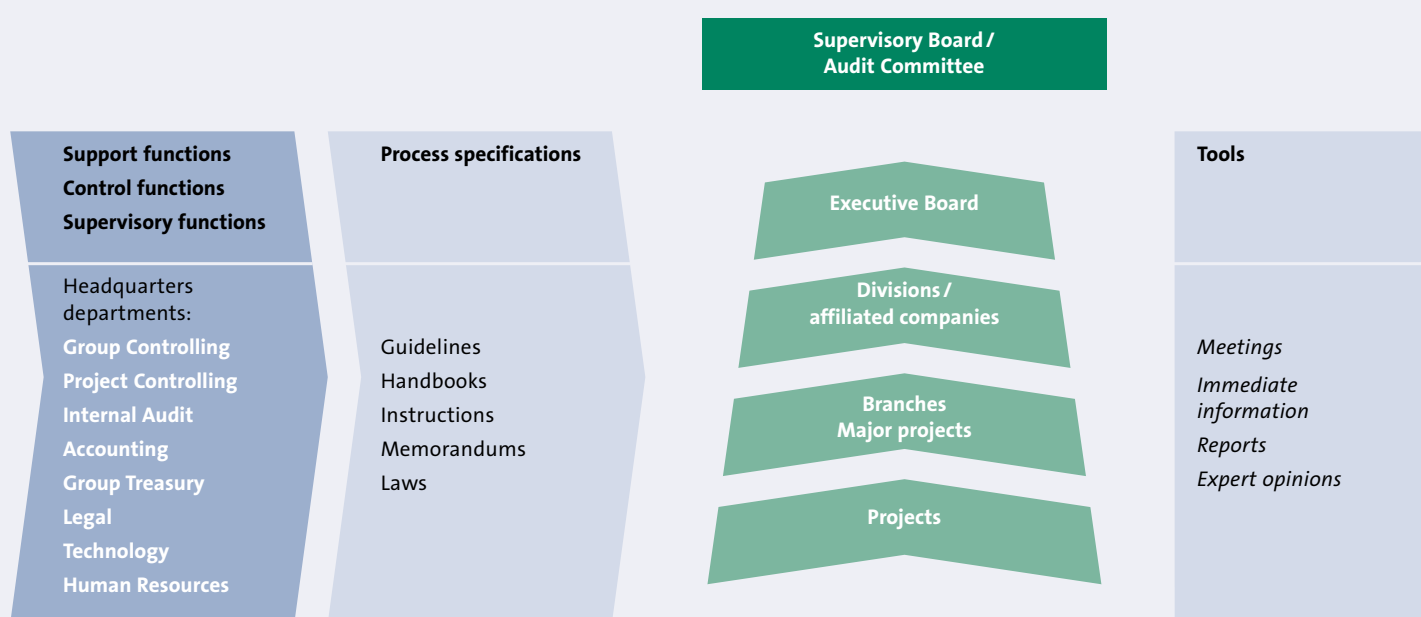 Supervisory Board /
Audit Committee
Support functions
Control functions
Supervisory functions
Headquarters
departments:
Group Controlling
Project Controlling
Internal Audit
Accounting
Group Treasury
Legal
Technology
Human Resources
Process specifications
Guidelines
Handbooks
Instructions
Memorandums
Laws
Executive Board
Divisions /
affiliated companies
Branches
Major projects
Projects
Tools
Meetings
Immediate
information
Reports
Expert opinions